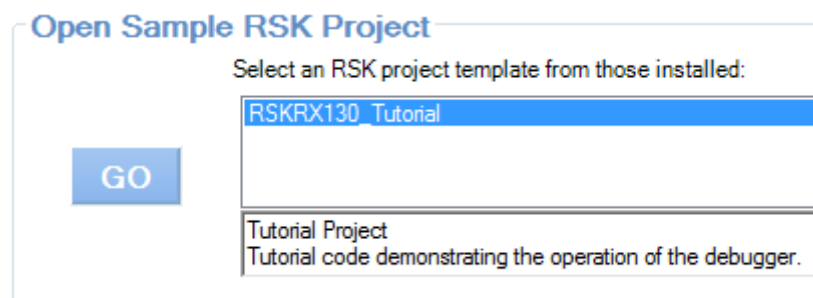 Open Sample RSK Project
Select an RSK project template from those installed:
RSKRX130_Tutorial
GO
Tutorial Project
Tutorial code demonstrating the operation of the debugger.